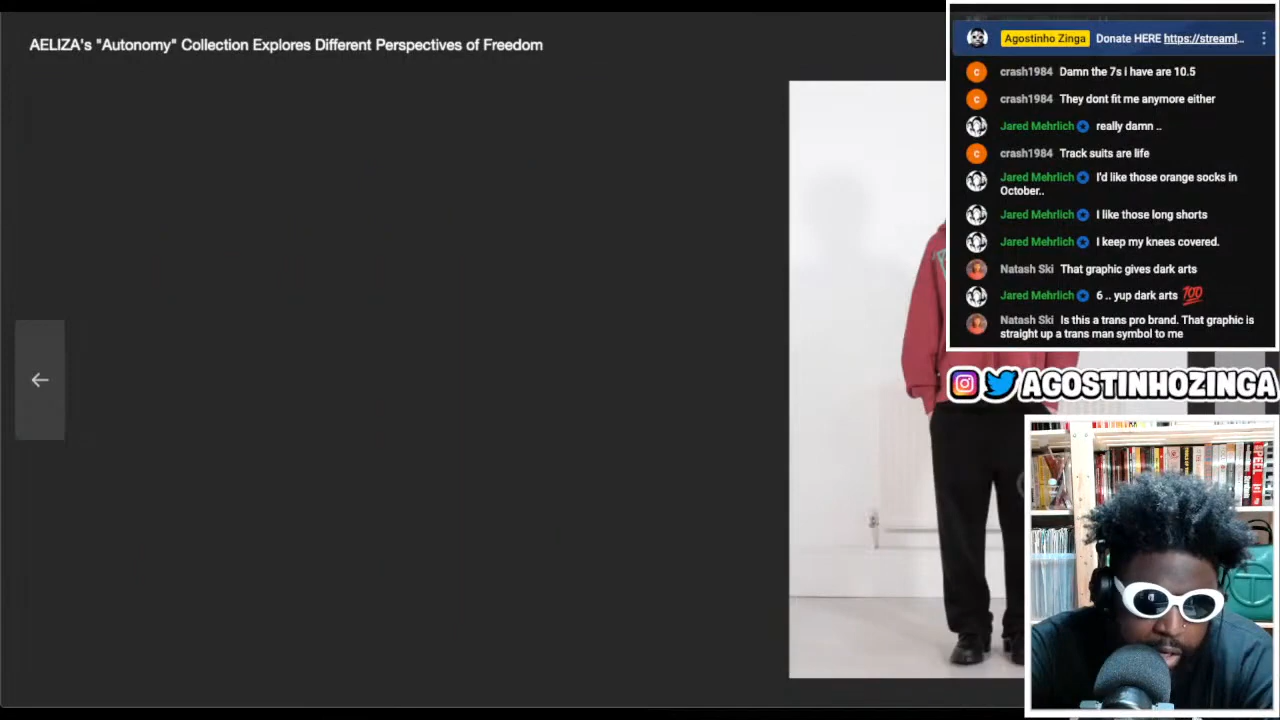 AELIZA's "Autonomy" Collection Explores Different Perspectives of Freedom
Agostinho Zinga Donate HERE https://streaml...
crash1984 Damn the 7s i have are 10.5
crash1984 They dont fit me anymore either
Jared Mehrlich really damn ..
crash1984 Track suits are life
Jared Mehrlich I'd like those orange socks in
October..
Jared Mehrlich I like those long shorts
Jared Mehrlich I keep my knees covered.
Natash Ski That graphic gives dark arts
Jared Mehrlich 6 .. yup dark arts 💯
Natash Ski Is this a trans pro brand. That graphic is
straight up a trans man symbol to me
AGOSTINHOZINGA